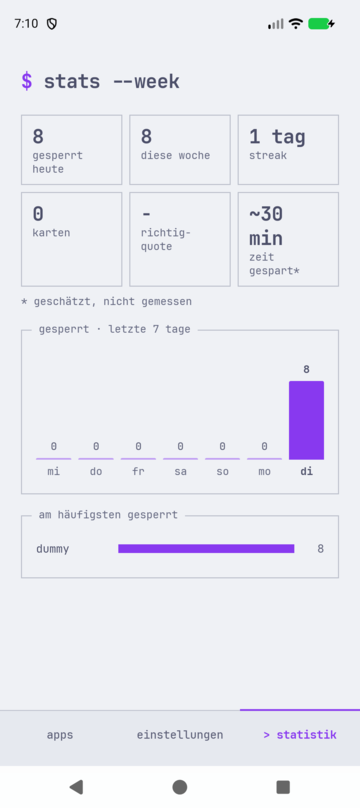 7:10
$ stats --week
8
gesperrt
heute
8
diese woche
1 tag
streak
0
karten
-
richtig-
quote
~30
min
zeit
gespart*
* geschätzt, nicht gemessen
gesperrt · letzte 7 tage
0 0 0 0 0 0 8
mi do fr sa so mo di
am häufigsten gesperrt
dummy 8
apps einstellungen > statistik